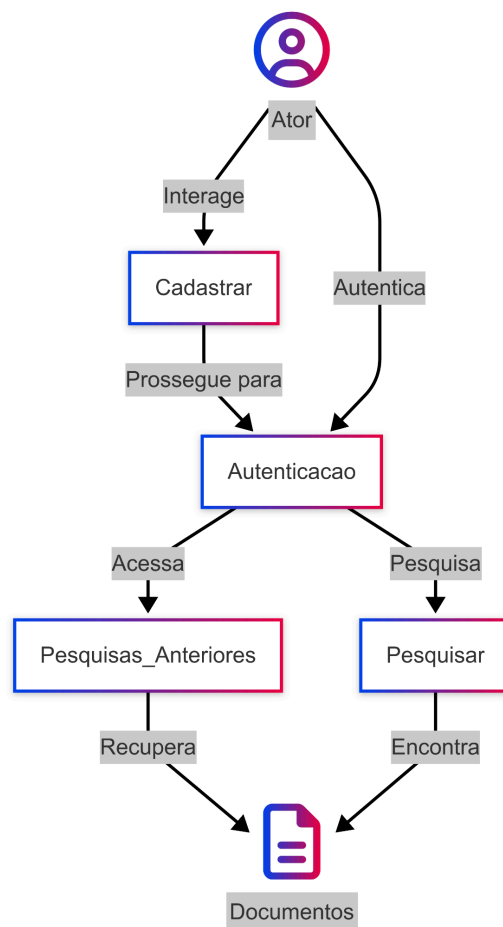 Ator
Interage
Cadastrar
Autentica
Prossegue para
Autenticacao
Acessa
Pesquisa
Pesquisas_Anteriores
Pesquisar
Recupera
Encontra
Documentos